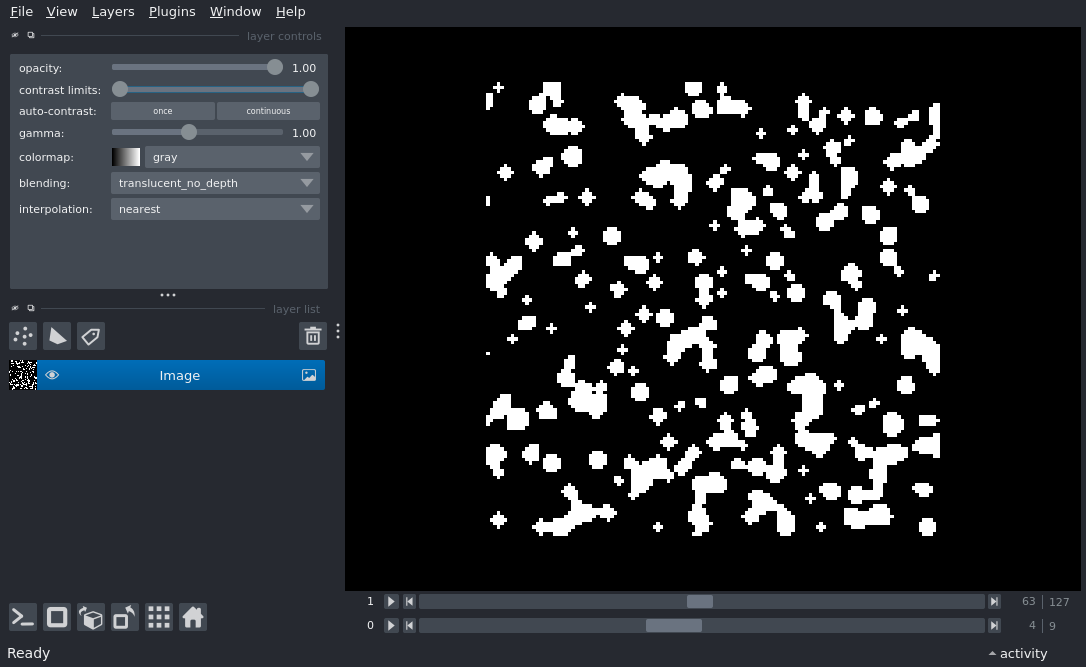 File View Layers Plugins Window Help
layer controls
opacity: 1.00
contrast limits:
auto-contrast: once continuous
gamma: 1.00
colormap: gray
blending: translucent_no_depth
interpolation: nearest
layer list
Image
1 63 127
0 4 9
Ready activity